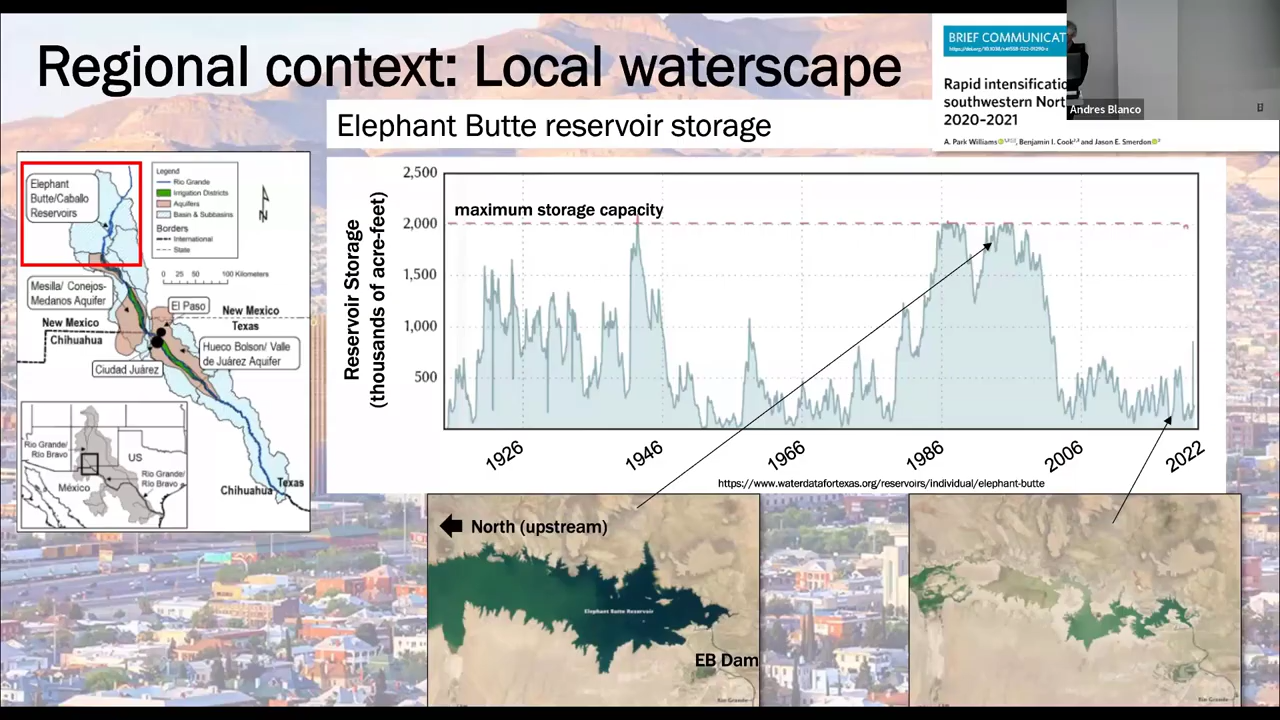 Regional context: Local waterscape
BRIEF COMMUNICAT
Rapid intensificatio
southwestern Nort
2020-2021
A. Park Williams
, Benjamin I. Cook
and Jason E. Smerdon
Andres Blanco
Elephant Butte reservoir storage
Elephant
Butte/Caballo
Reservoirs
Legend
Rio Grande
Irrigation Districts
Aquifers
Basin & Subbasins
Borders
International
State
N
0 25 50 100 Kilometers
Mesilla/ Conejos-
Medanos Aquifer
El Paso
New Mexico
Texas
New Mexico
Chihuahua
Hueco Bolson/ Valle
de Juárez Aquifer
Ciudad Juárez
Texas
Chihuahua
Rio Grande/
Rio Bravo
US
Rio Grande/
Rio Bravo
México
Reservoir Storage
(thousands of acre-feet)
2,500
2,000
1,500
1,000
500
maximum storage capacity
1926
1946
1966
1986
2006
2022
https://www.waterdatafortexas.org/reservoirs/individual/elephant-butte
North (upstream)
Elephant Butte Reservoir
EB Dam
Rio Grande
Rio Grande